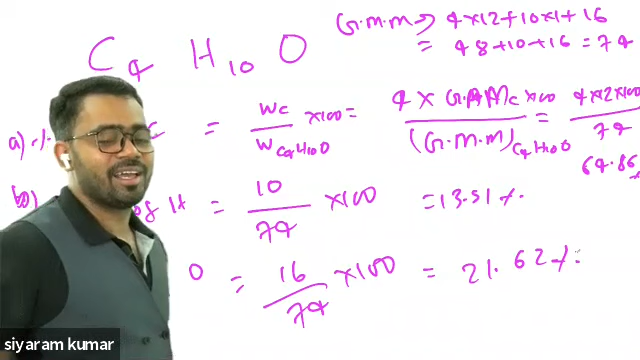 G.M.M → 4×12+10×1+16
= 48+10+16 = 74
C4 H10 O
a) %. C = Wc/W C4H10O ×100 = 4 × G.A.Mc ×100/(G.M.M) C4H10O = 4×12×100/74
64.86
b) of H = 10/74 ×100 = 13.51 %.
O = 16/74 ×100 = 21.62 %.
siyaram kumar